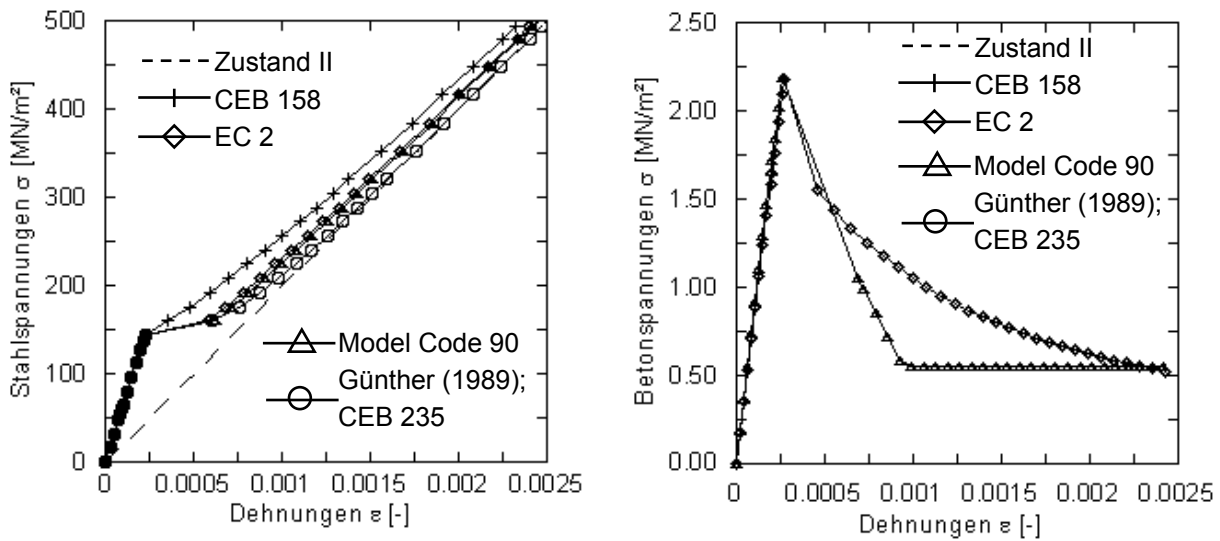 500
400
300
200
100
0
Stahlspannungen σ [MN/m²]
Zustand II
CEB 158
EC 2
Model Code 90
Günther (1989);
CEB 235
0 0.0005 0.001 0.0015 0.002 0.0025
Dehnungen ε [-]
2.50
2.00
1.50
1.00
0.50
0.00
Betonspannungen σ [MN/m²]
Zustand II
CEB 158
EC 2
Model Code 90
Günther (1989);
CEB 235
0 0.0005 0.001 0.0015 0.002 0.0025
Dehnungen ε [-]